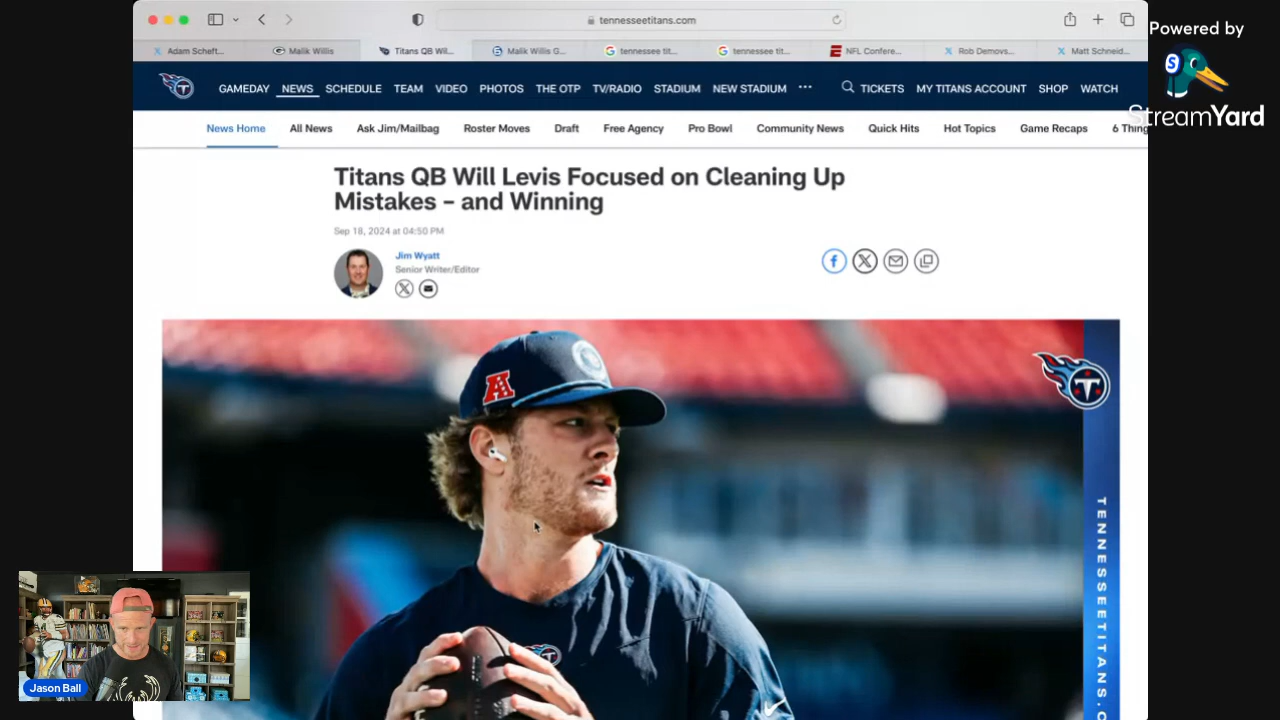 tennesseetitans.com
Powered by
StreamYard
Adam Scheft...
Malik Willis
Titans QB Wil...
Malik Willis G...
tennessee tit...
tennessee tit...
NFL Confere...
Rob Demovs...
Matt Schneid...
GAMEDAY NEWS SCHEDULE TEAM VIDEO PHOTOS THE OTP TV/RADIO STADIUM NEW STADIUM ··· TICKETS MY TITANS ACCOUNT SHOP WATCH
News Home All News Ask Jim/Mailbag Roster Moves Draft Free Agency Pro Bowl Community News Quick Hits Hot Topics Game Recaps 6 Thing
Titans QB Will Levis Focused on Cleaning Up
Mistakes – and Winning
Sep 18, 2024 at 04:50 PM
Jim Wyatt
Senior Writer/Editor
TENNESSEETITANS.C
Jason Ball